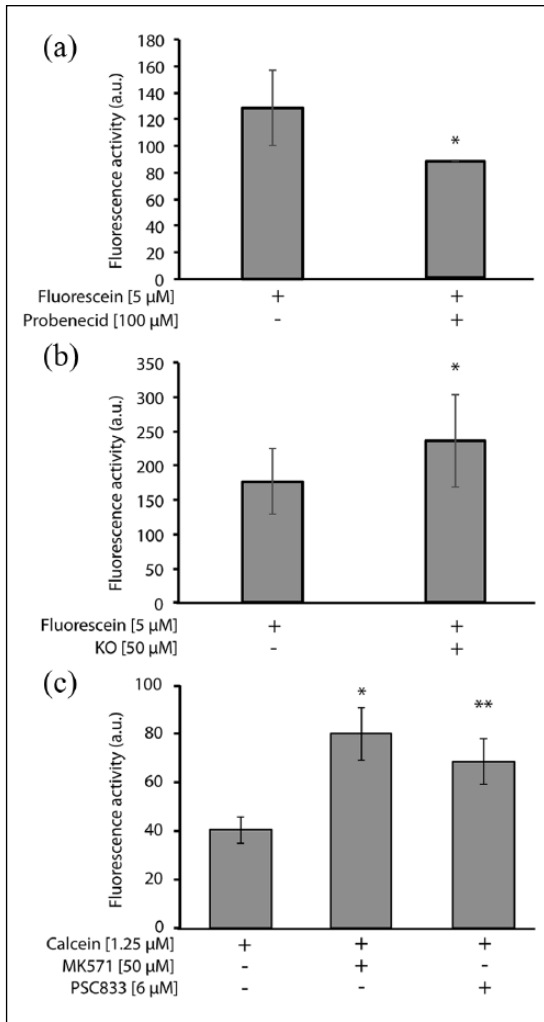 (a)
Fluorescence activity (a.u.)
180
160
140
120
100
80
60
40
20
0
*
Fluorescein [5 µM] + +
Probenecid [100 µM] - +
(b)
Fluorescence activity (a.u.)
350
300
250
200
150
100
50
0
*
Fluorescein [5 µM] + +
KO [50 µM] - +
(c)
Fluorescence activity (a.u.)
100
80
60
40
20
0
* **
Calcein [1.25 µM] + + +
MK571 [50 µM] - + -
PSC833 [6 µM] - - +